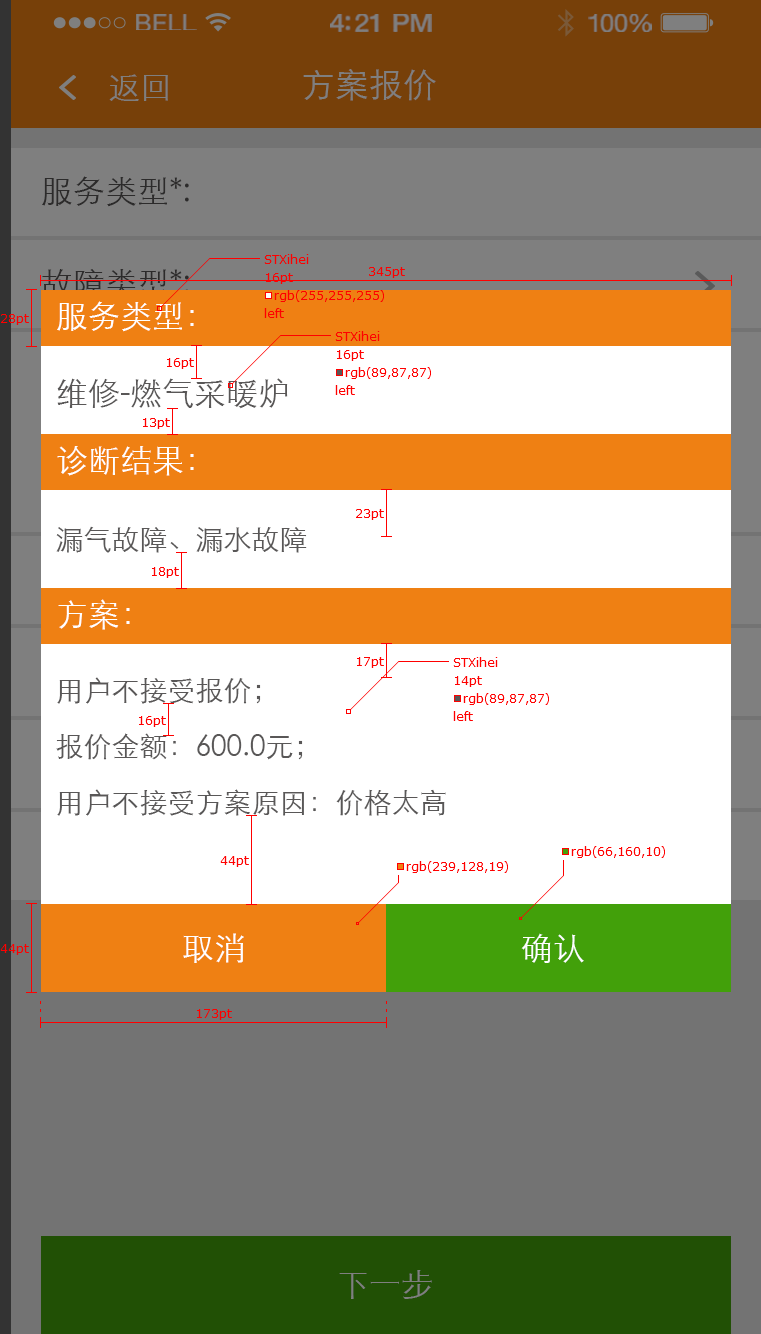 BELL 4:21 PM 100%
返回 方案报价
服务类型*:
故障类型*:
STXihei
16pt
rgb(255,255,255)
left
345pt
28pt
服务类型：
STXihei
16pt
rgb(89,87,87)
left
16pt
维修-燃气采暖炉
13pt
诊断结果：
23pt
漏气故障、漏水故障
18pt
方案：
17pt
STXihei
14pt
rgb(89,87,87)
left
用户不接受报价；
16pt
报价金额：600.0元；
用户不接受方案原因：价格太高
44pt
rgb(239,128,19)
rgb(66,160,10)
44pt
取消 确认
173pt
下一步